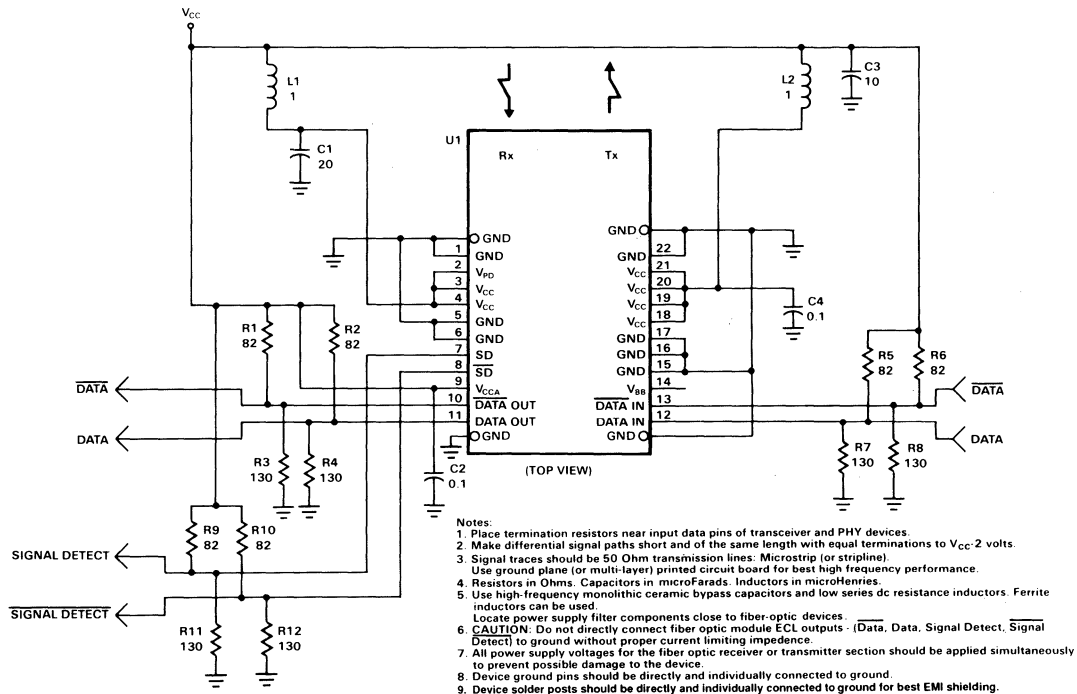 VCC
L1
1
C1
20
U1
Rx
Tx
L2
1
C3
10
GND
1
GND
2
VPD
3
VCC
4
VCC
5
GND
6
GND
7
SD
8
S̅D̅
9
VCCA
10
D̅A̅T̅A̅ OUT
11
DATA OUT
GND
GND
22
GND
21
VCC
20
VCC
19
VCC
18
VCC
17
GND
16
GND
15
GND
14
VBB
13
D̅A̅T̅A̅ IN
12
DATA IN
GND
(TOP VIEW)
C4
0.1
R1
82
R2
82
R5
82
R6
82
D̅A̅T̅A̅
DATA
D̅A̅T̅A̅
DATA
R3
130
R4
130
C2
0.1
R7
130
R8
130
R9
82
R10
82
SIGNAL DETECT
S̅I̅G̅N̅A̅L̅ D̅E̅T̅E̅C̅T̅
R11
130
R12
130
Notes:
1. Place termination resistors near input data pins of transceiver and PHY devices.
2. Make differential signal paths short and of the same length with equal terminations to VCC-2 volts.
3. Signal traces should be 50 Ohm transmission lines: Microstrip (or stripline).
Use ground plane (or multi-layer) printed circuit board for best high frequency performance.
4. Resistors in Ohms. Capacitors in microFarads. Inductors in microHenries.
5. Use high-frequency monolithic ceramic bypass capacitors and low series dc resistance inductors. Ferrite
inductors can be used.
Locate power supply filter components close to fiber-optic devices.
6. CAUTION: Do not directly connect fiber optic module ECL outputs - (D̅a̅t̅a̅, Data, Signal Detect, S̅i̅g̅n̅a̅l̅
D̅e̅t̅e̅c̅t̅) to ground without proper current limiting impedence.
7. All power supply voltages for the fiber optic receiver or transmitter section should be applied simultaneously
to prevent possible damage to the device.
8. Device ground pins should be directly and individually connected to ground.
9. Device solder posts should be directly and individually connected to ground for best EMI shielding.